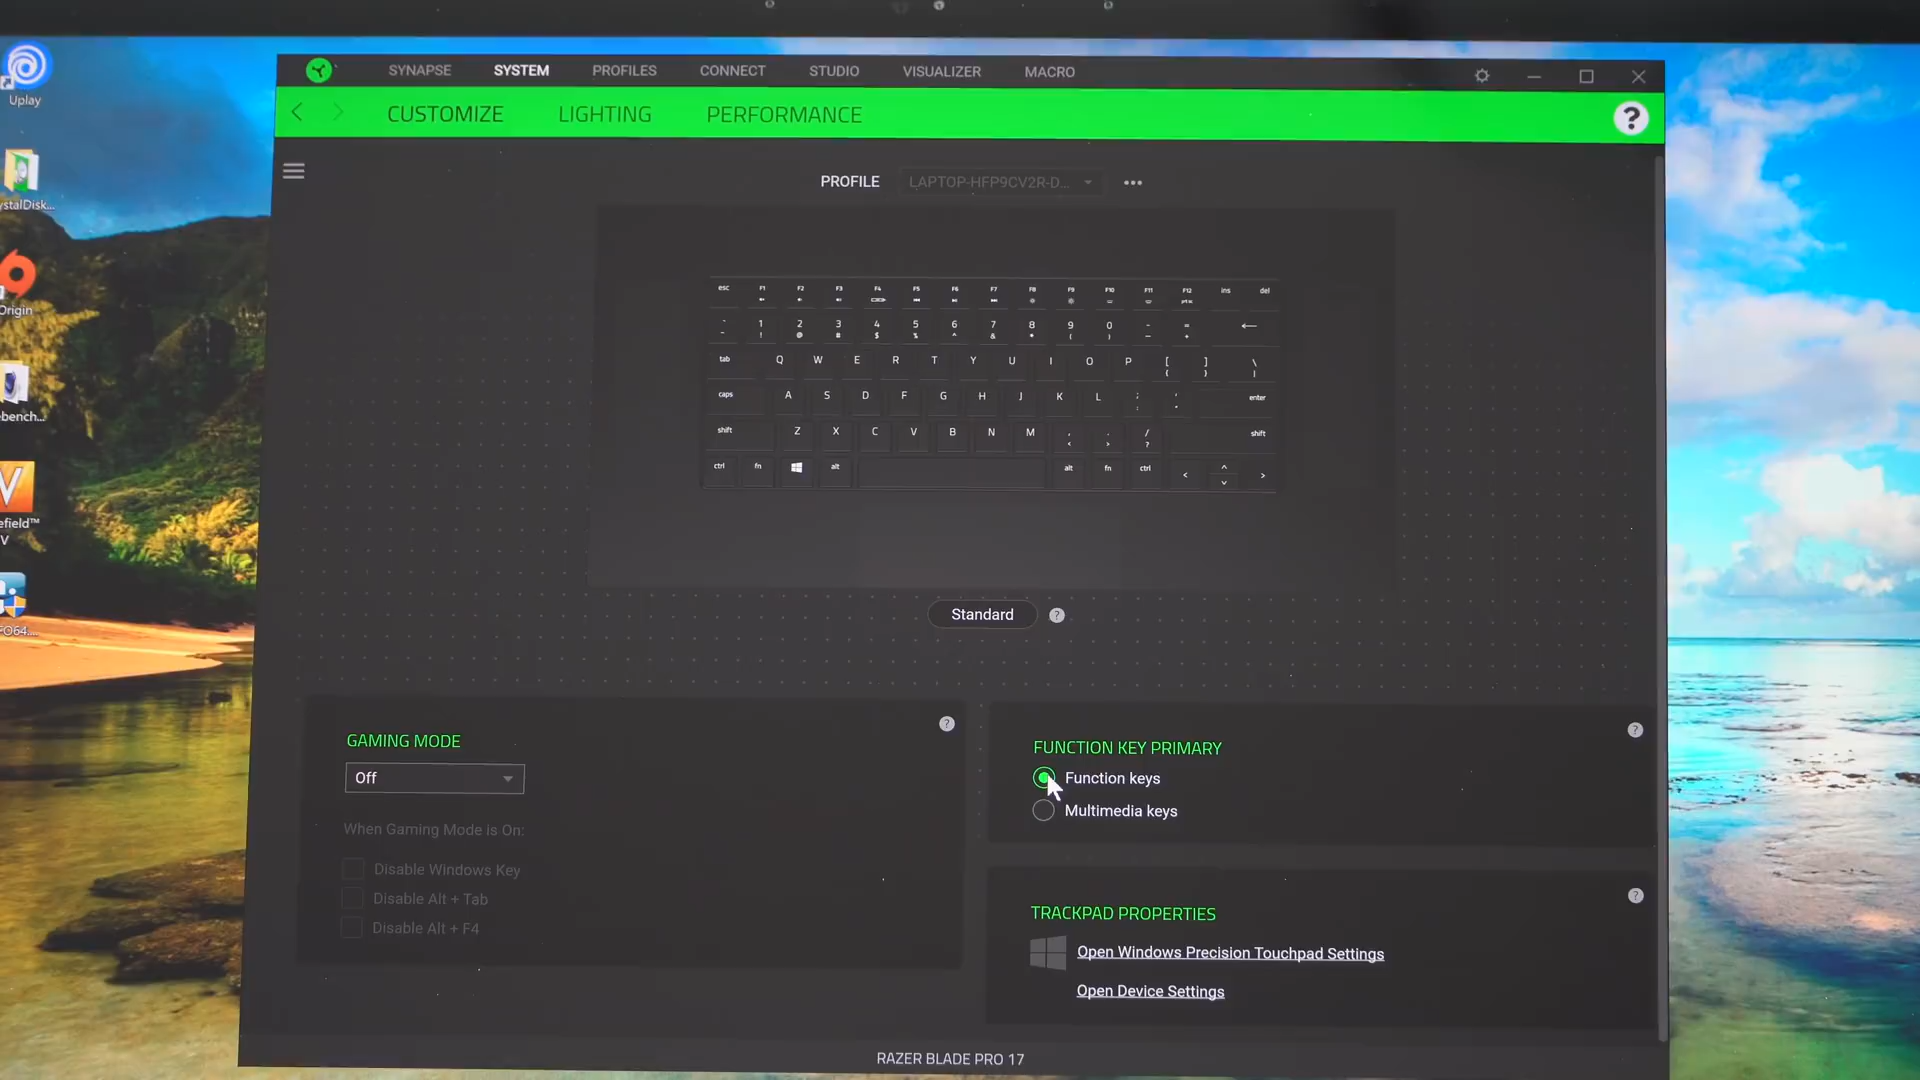 SYNAPSE SYSTEM PROFILES CONNECT STUDIO VISUALIZER MACRO
CUSTOMIZE LIGHTING PERFORMANCE ?
PROFILE LAPTOP-HFP9CV2R-D... •••
esc F1 F2 F3 F4 F5 F6 F7 F8 F9 F10 F11 F12 ins del
1 2 3 4 5 6 7 8 9 0 - =
! @ # $ % ^ & * ( ) _ +
tab Q W E R T Y U I O P [ ] \
{ } |
caps A S D F G H J K L ; ' enter
shift Z X C V B N M , . / shift
< > ?
ctrl fn alt alt fn ctrl < ^ >
Standard ?
GAMING MODE ?
Off
When Gaming Mode is On:
Disable Windows Key
Disable Alt + Tab
Disable Alt + F4
FUNCTION KEY PRIMARY ?
Function keys
Multimedia keys
TRACKPAD PROPERTIES ?
Open Windows Precision Touchpad Settings
Open Device Settings
RAZER BLADE PRO 17
Uplay
ystalDisk...
Origin
ebench...
efield™
V
FO64....